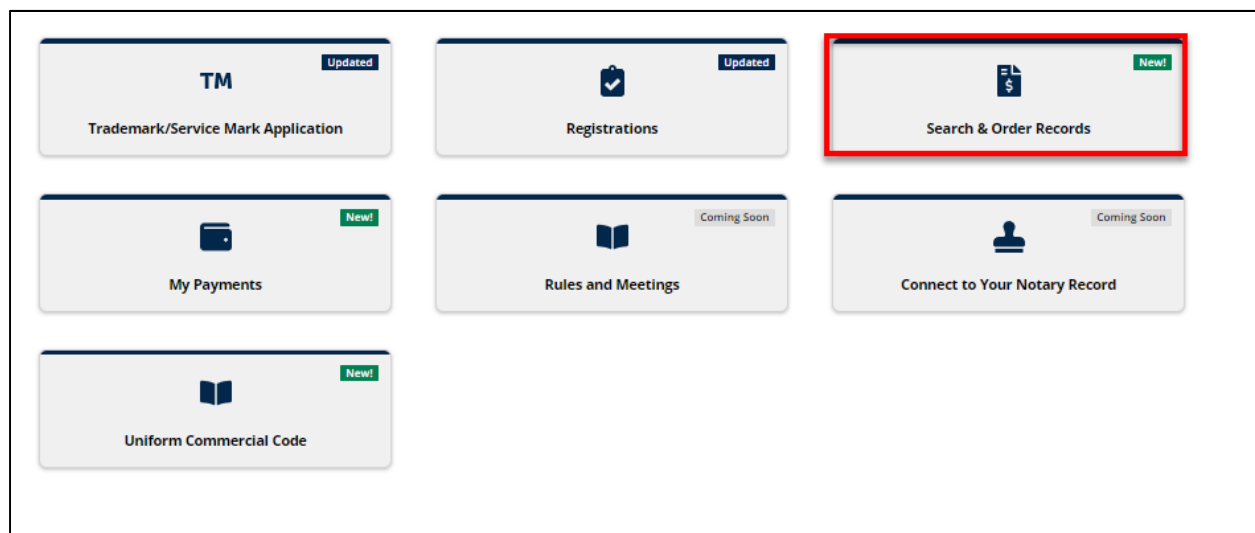 Updated
TM
Trademark/Service Mark Application
Updated
Registrations
New!
$
Search & Order Records
New!
My Payments
Coming Soon
Rules and Meetings
Coming Soon
Connect to Your Notary Record
New!
Uniform Commercial Code